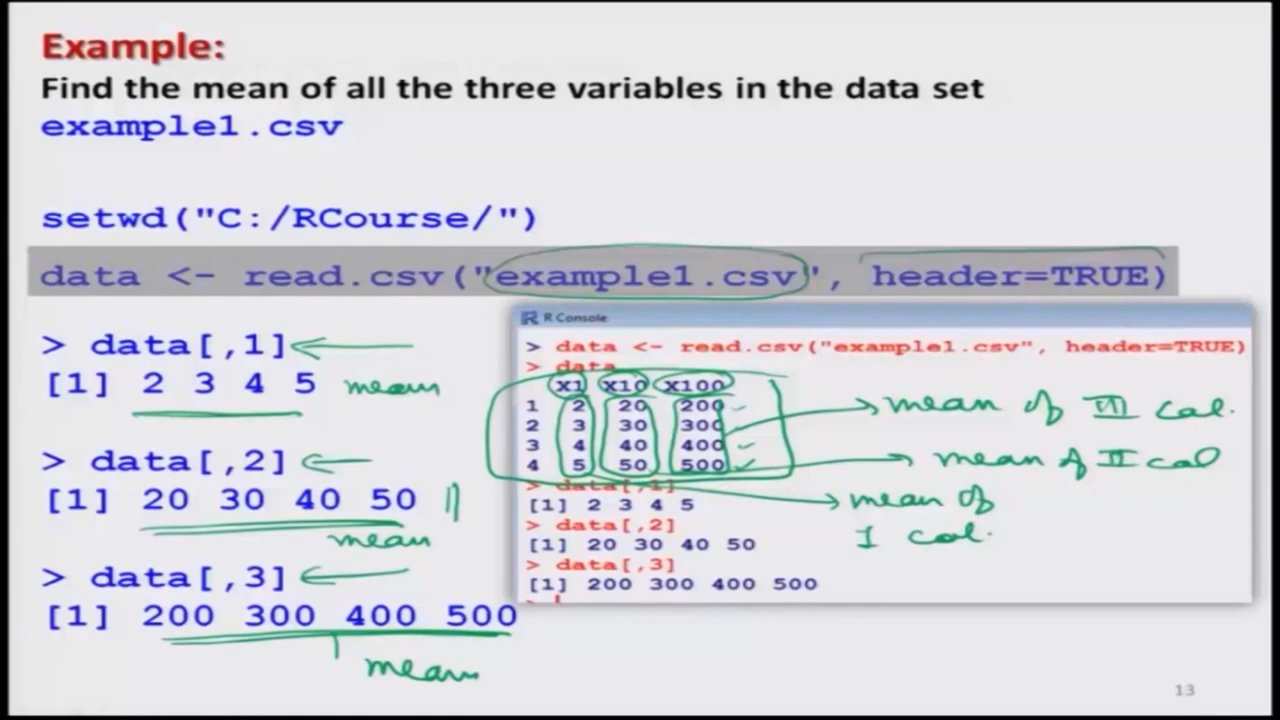 Example:
Find the mean of all the three variables in the data set
example1.csv
setwd("C:/RCourse/")
data <- read.csv("example1.csv", header=TRUE)
> data[,1]
[1] 2 3 4 5 mean
> data[,2]
[1] 20 30 40 50
mean
> data[,3]
[1] 200 300 400 500
mean
R Console
> data <- read.csv("example1.csv", header=TRUE)
> data
X1 X10 X100
1 2 20 200
2 3 30 300
3 4 40 400
4 5 50 500
> data[,1]
[1] 2 3 4 5
> data[,2]
[1] 20 30 40 50
> data[,3]
[1] 200 300 400 500
>
mean of III col.
mean of II col
mean of
I col.
13